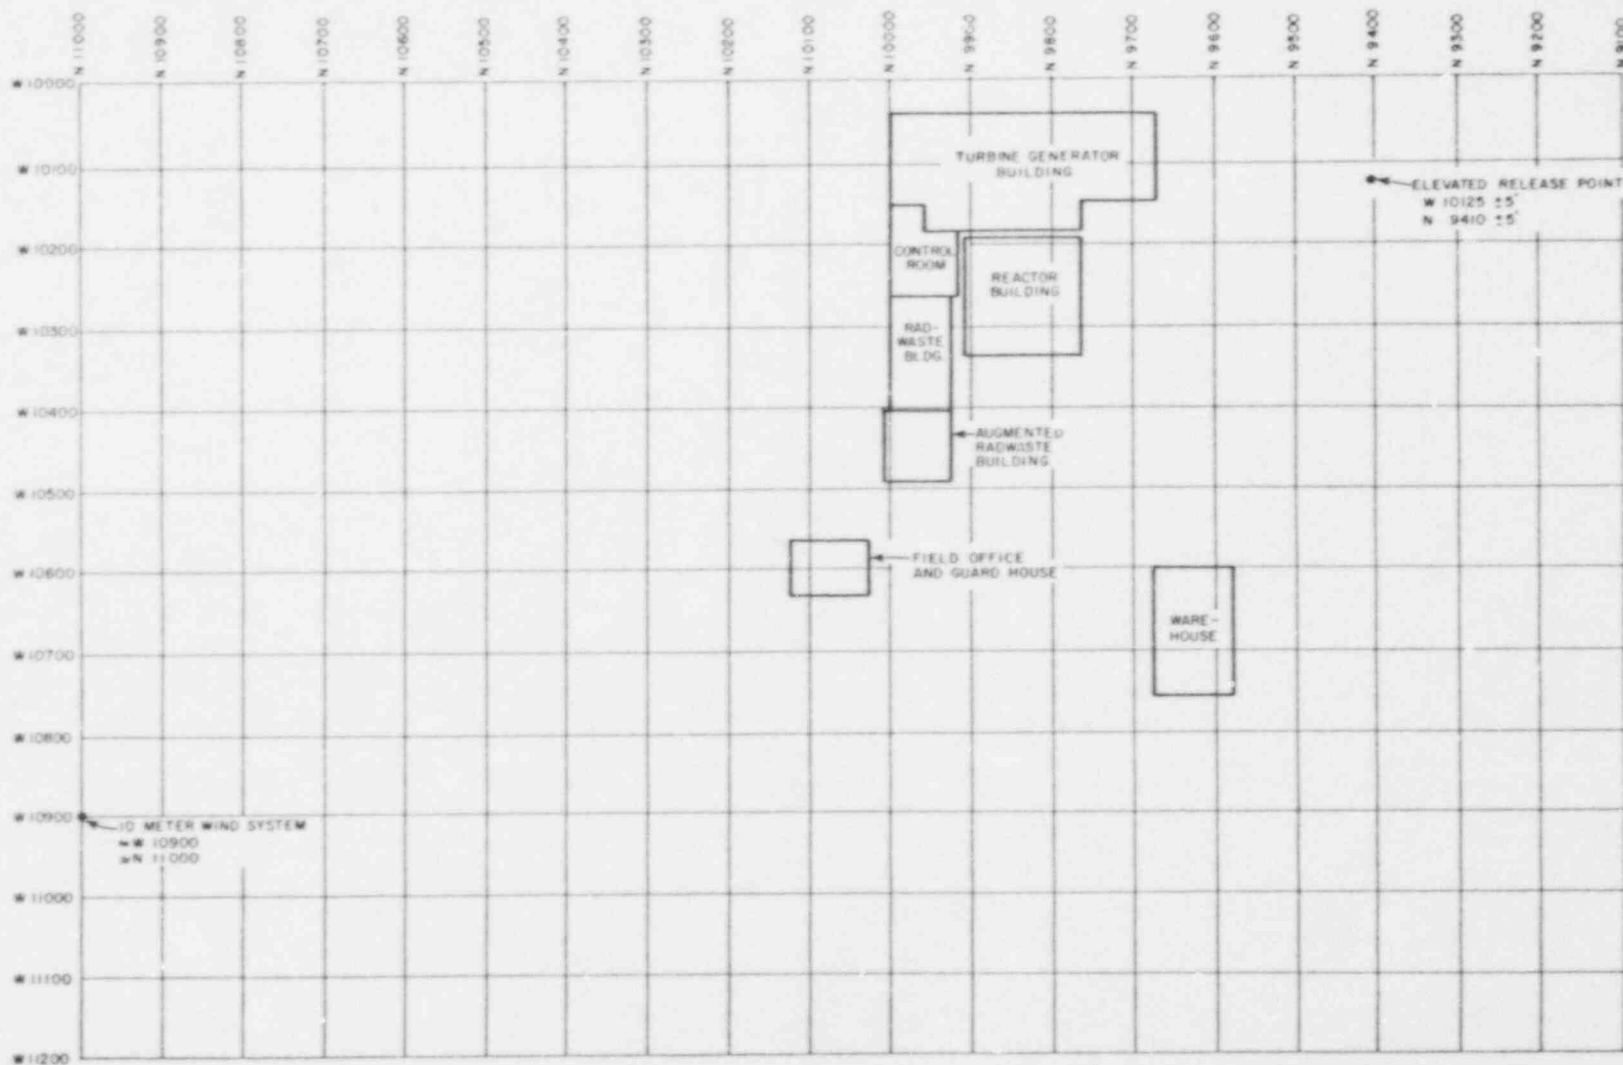 N 11000
N 10900
N 10800
N 10700
N 10600
N 10500
N 10400
N 10300
N 10200
N 10100
N 10000
N 9900
N 9800
N 9700
N 9600
N 9500
N 9400
N 9300
N 9200
N 9100
W 10000
TURBINE GENERATOR
BUILDING
W 10100
ELEVATED RELEASE POINT
W 10125 ±5'
N 9410 ±5'
W 10200
CONTROL
ROOM
REACTOR
BUILDING
W 10300
RAD-
WASTE
BLDG.
W 10400
AUGMENTED
RADWASTE
BUILDING
W 10500
FIELD OFFICE
AND GUARD HOUSE
W 10600
WARE-
HOUSE
W 10700
W 10800
W 10900
10 METER WIND SYSTEM
≈ W 10900
≈ N 11000
W 11000
W 11100
W 11200